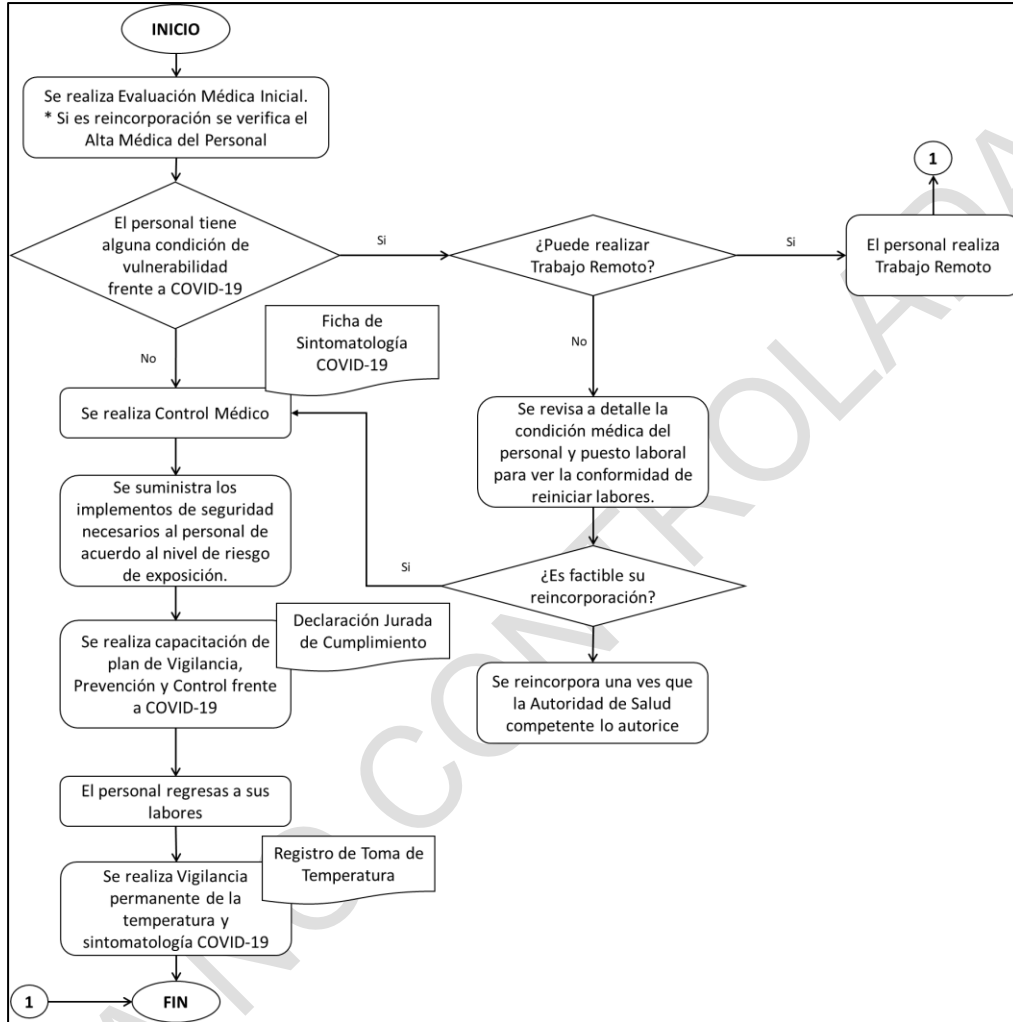 INICIO
Se realiza Evaluación Médica Inicial.
* Si es reincorporación se verifica el
Alta Médica del Personal
El personal tiene
alguna condición de
vulnerabilidad
frente a COVID-19
Si
¿Puede realizar
Trabajo Remoto?
Si
El personal realiza
Trabajo Remoto
1
No
Ficha de
Sintomatología
COVID-19
Se realiza Control Médico
No
Se revisa a detalle la
condición médica del
personal y puesto laboral
para ver la conformidad de
reiniciar labores.
Se suministra los
implementos de seguridad
necesarios al personal de
acuerdo al nivel de riesgo
de exposición.
Si
¿Es factible su
reincorporación?
Declaración Jurada
de Cumplimiento
Se realiza capacitación de
plan de Vigilancia,
Prevención y Control frente
a COVID-19
Se reincorpora una ves que
la Autoridad de Salud
competente lo autorice
El personal regresas a sus
labores
Registro de Toma de
Temperatura
Se realiza Vigilancia
permanente de la
temperatura y
sintomatología COVID-19
1
FIN
CONTROLADA